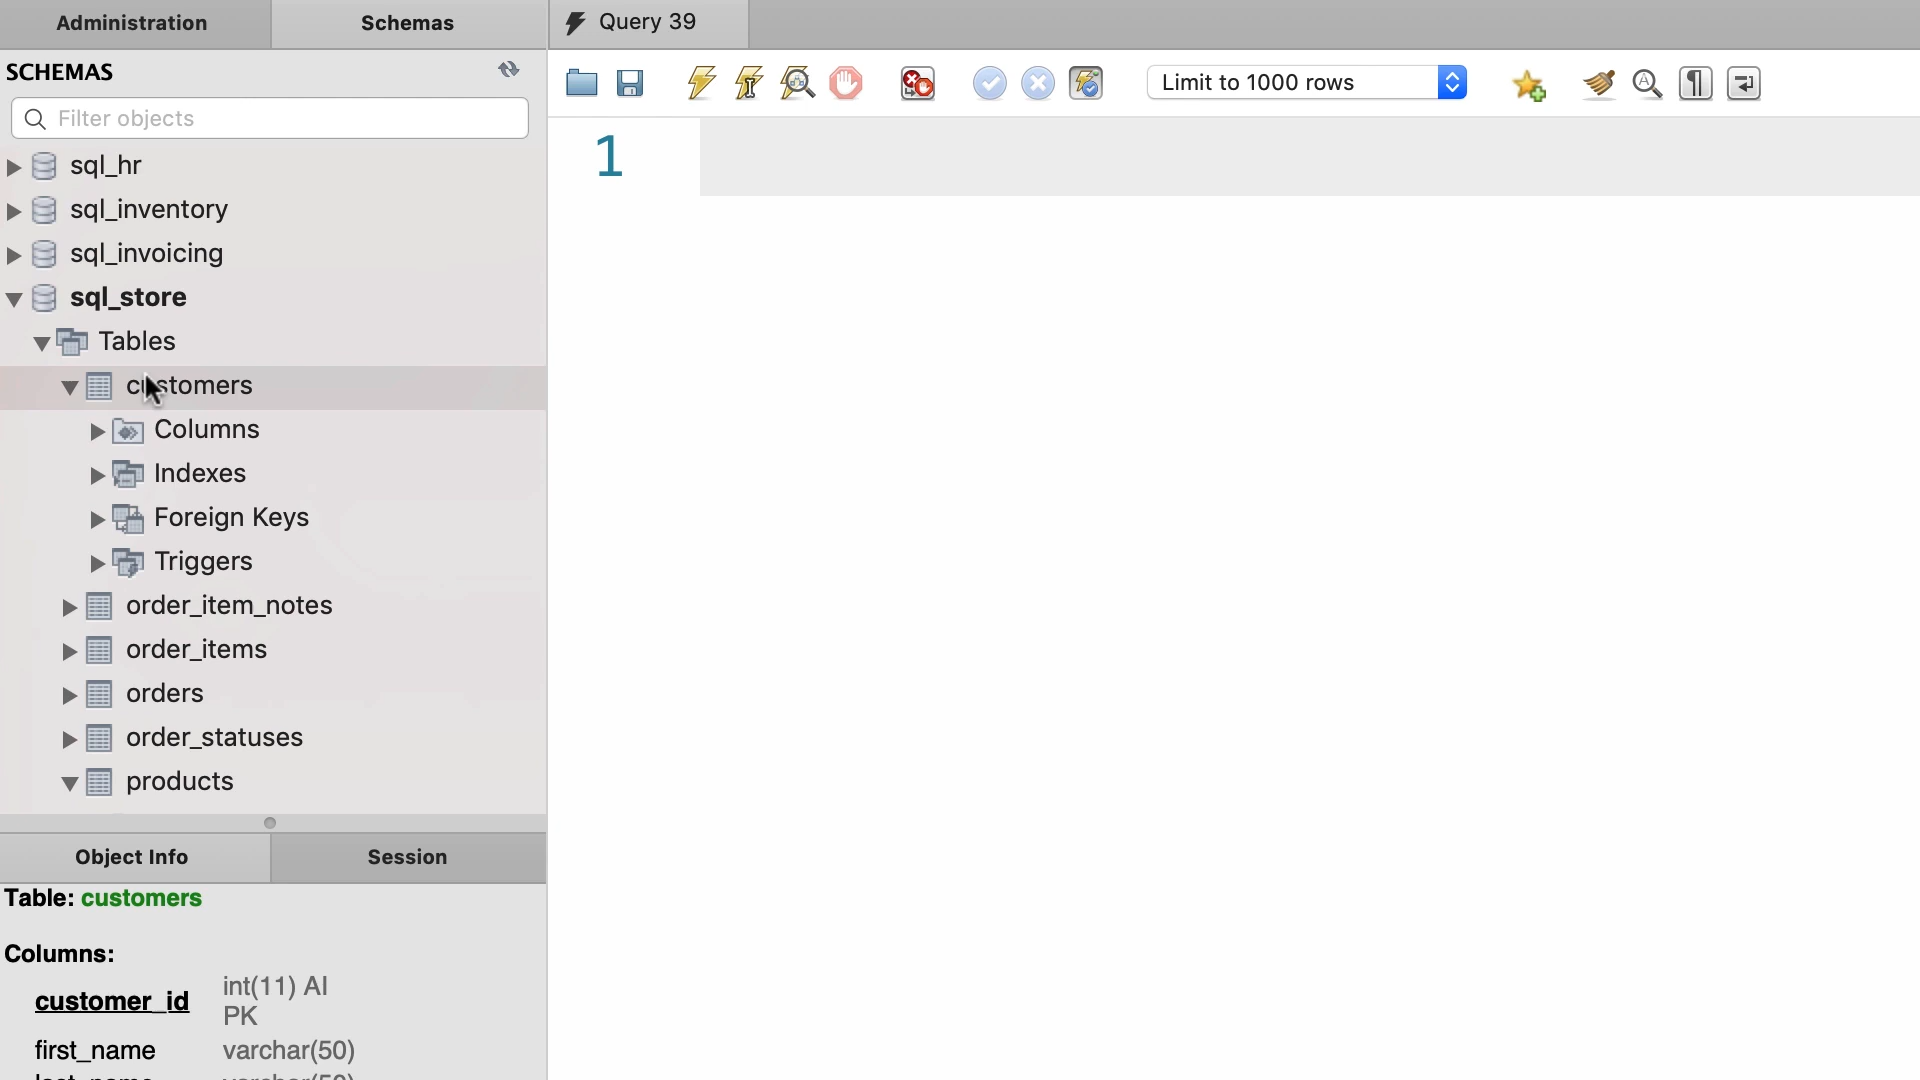 Administration
Schemas
Query 39
SCHEMAS
Limit to 1000 rows
Filter objects
1
sql_hr
sql_inventory
sql_invoicing
sql_store
Tables
customers
Columns
Indexes
Foreign Keys
Triggers
order_item_notes
order_items
orders
order_statuses
products
Object Info
Session
Table: customers
Columns:
customer_id int(11) AI
PK
first_name varchar(50)